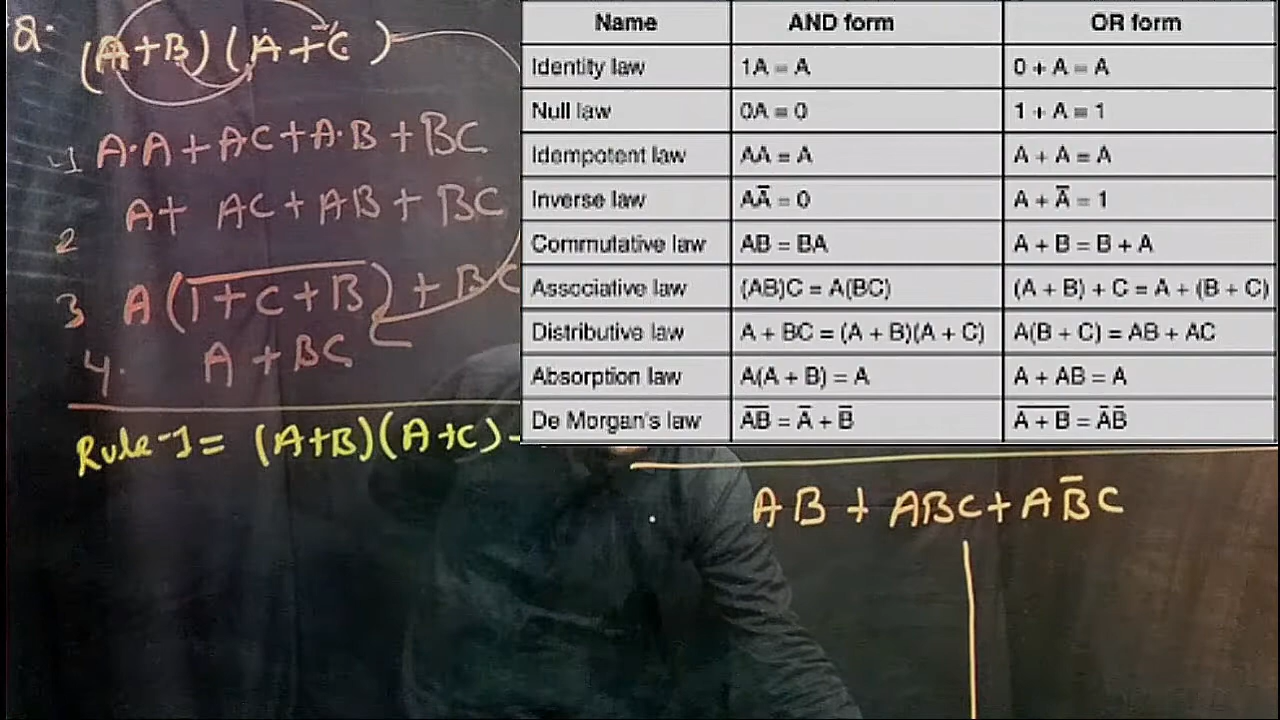 Q. (A+B)(A+C)
1 A·A+AC+A·B+BC
2 A+ AC+AB+BC
3 A(1+C+B)+BC
4. A+BC
Rule-1= (A+B)(A+C)-
Name AND form OR form
Identity law 1A = A 0 + A = A
Null law 0A = 0 1 + A = 1
Idempotent law AA = A A + A = A
Inverse law AA̅ = 0 A + A̅ = 1
Commutative law AB = BA A + B = B + A
Associative law (AB)C = A(BC) (A + B) + C = A + (B + C)
Distributive law A + BC = (A + B)(A + C) A(B + C) = AB + AC
Absorption law A(A + B) = A A + AB = A
De Morgan's law A̅B̅ = A̅ + B̅ A̅ ̅+̅ ̅B̅ = A̅B̅
AB + ABC+AB̅C